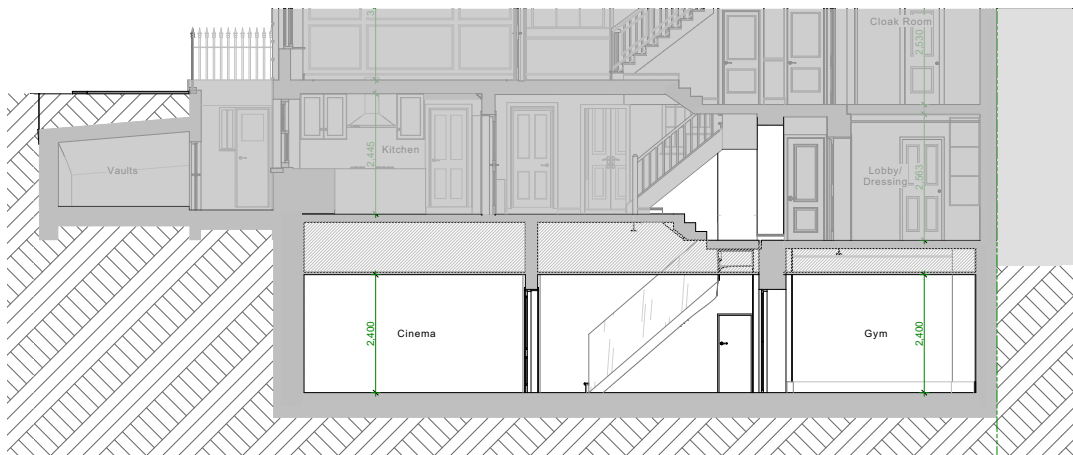 Cloak Room
2,530
Kitchen
2,445
Vaults
Lobby/
Dressing
2,563
Cinema
2,400
Gym
2,400